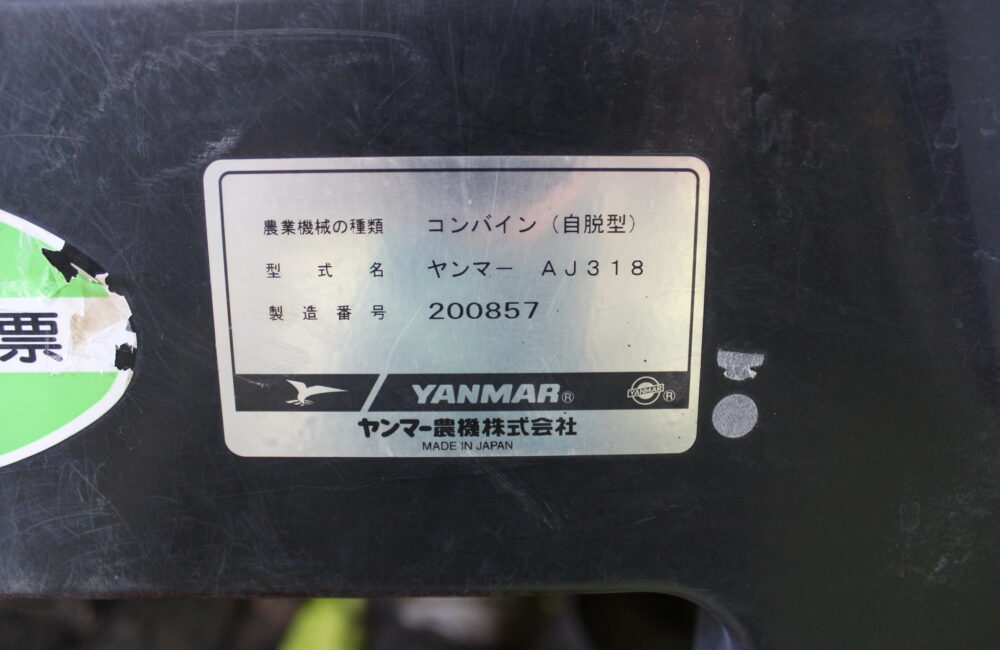 農業機械の種類 コンバイン（自脱型）
型式名 ヤンマー ＡＪ３１８
製造番号 200857
YANMAR®
YANMAR ®
ヤンマー農機株式会社
MADE IN JAPAN
票